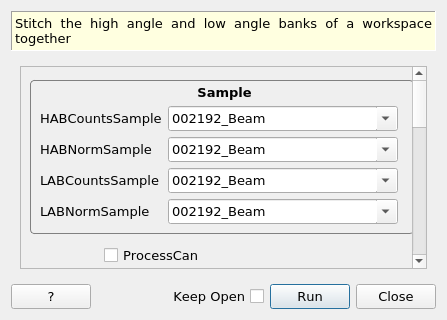 Stitch the high angle and low angle banks of a workspace
together
Sample
HABCountsSample 002192_Beam
HABNormSample 002192_Beam
LABCountsSample 002192_Beam
LABNormSample 002192_Beam
ProcessCan
? Keep Open Run Close